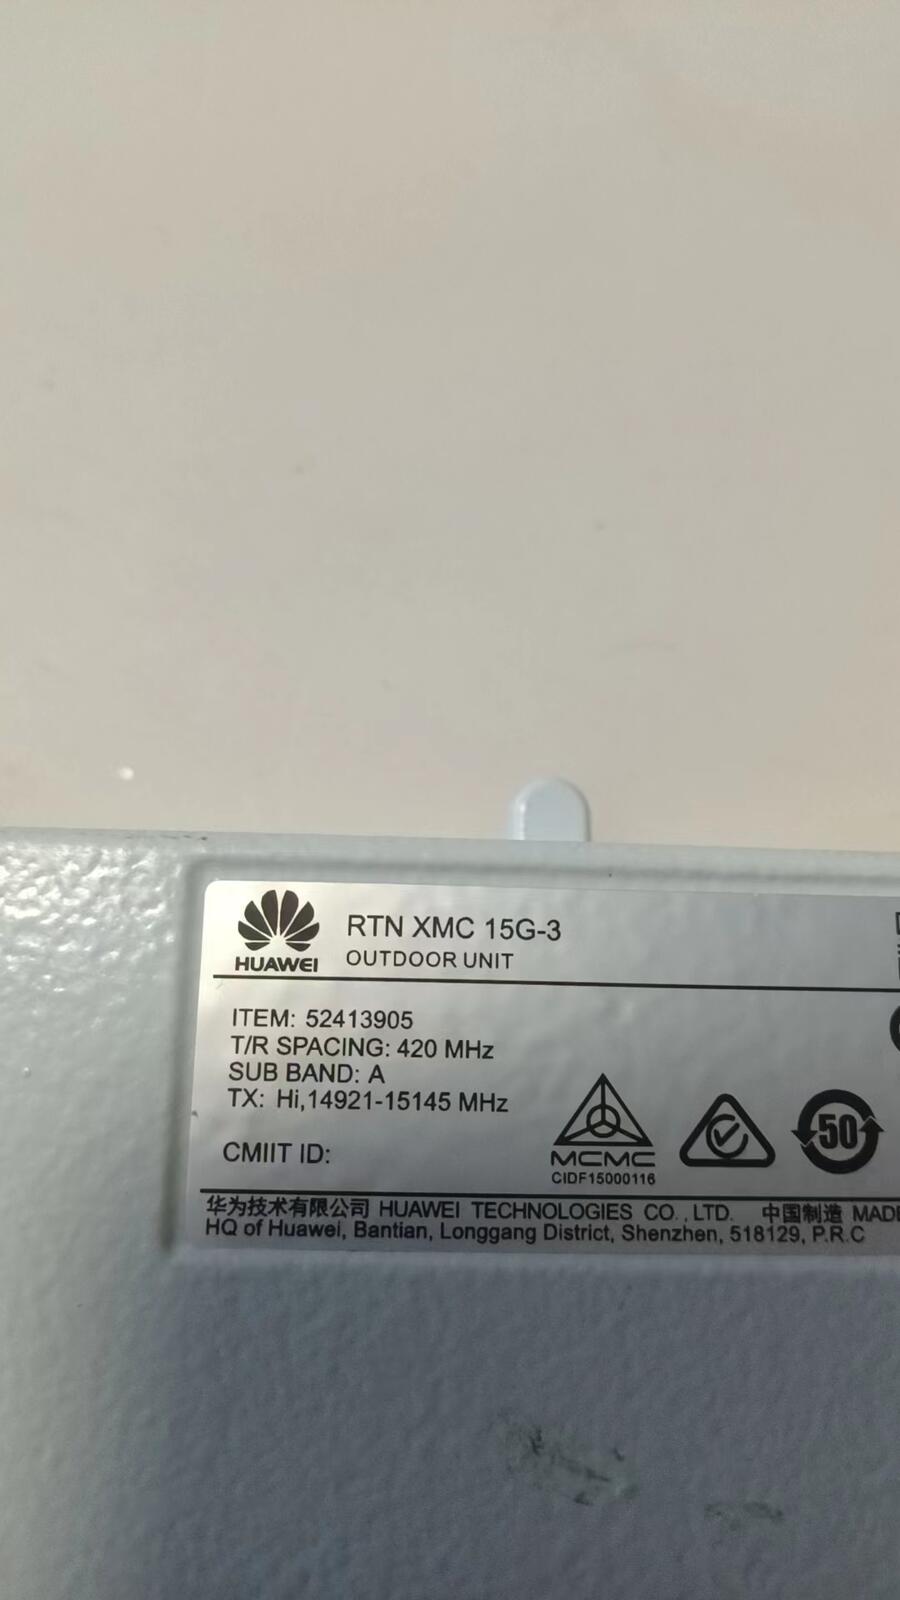 HUAWEI
RTN XMC 15G-3
OUTDOOR UNIT
ITEM: 52413905
T/R SPACING: 420 MHz
SUB BAND: A
TX: Hi,14921-15145 MHz
CMIIT ID:
MCMC
CIDF15000116
50
华为技术有限公司 HUAWEI TECHNOLOGIES CO.,LTD. 中国制造 MADE
HQ of Huawei, Bantian, Longgang District, Shenzhen, 518129, P.R.C